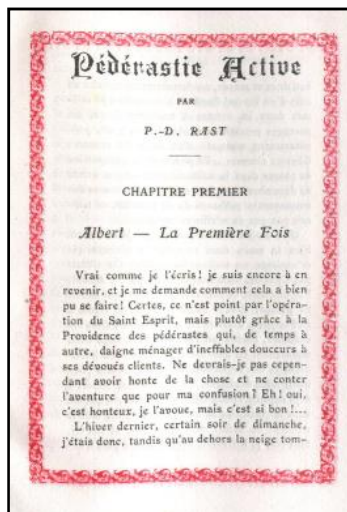 Pédérastie Active
PAR
P.-D. RAST
CHAPITRE PREMIER
Albert — La Première Fois
Vrai comme je l'écris! je suis encore à en
revenir, et je me demande comment cela a bien
pu se faire! Certes, ce n'est point par l'opéra-
tion du Saint Esprit, mais plutôt grâce à la
Providence des pédérastes qui, de temps à
autre, daigne ménager d'ineffables douceurs à
ses dévoués clients. Ne devrais-je pas cepen-
dant avoir honte de la chose et ne conter
l'aventure que pour ma confusion? Eh! oui,
c'est honteux, je l'avoue, mais c'est si bon!...
L'hiver dernier, certain soir de dimanche,
j'étais donc, tandis qu'au dehors la neige tom-